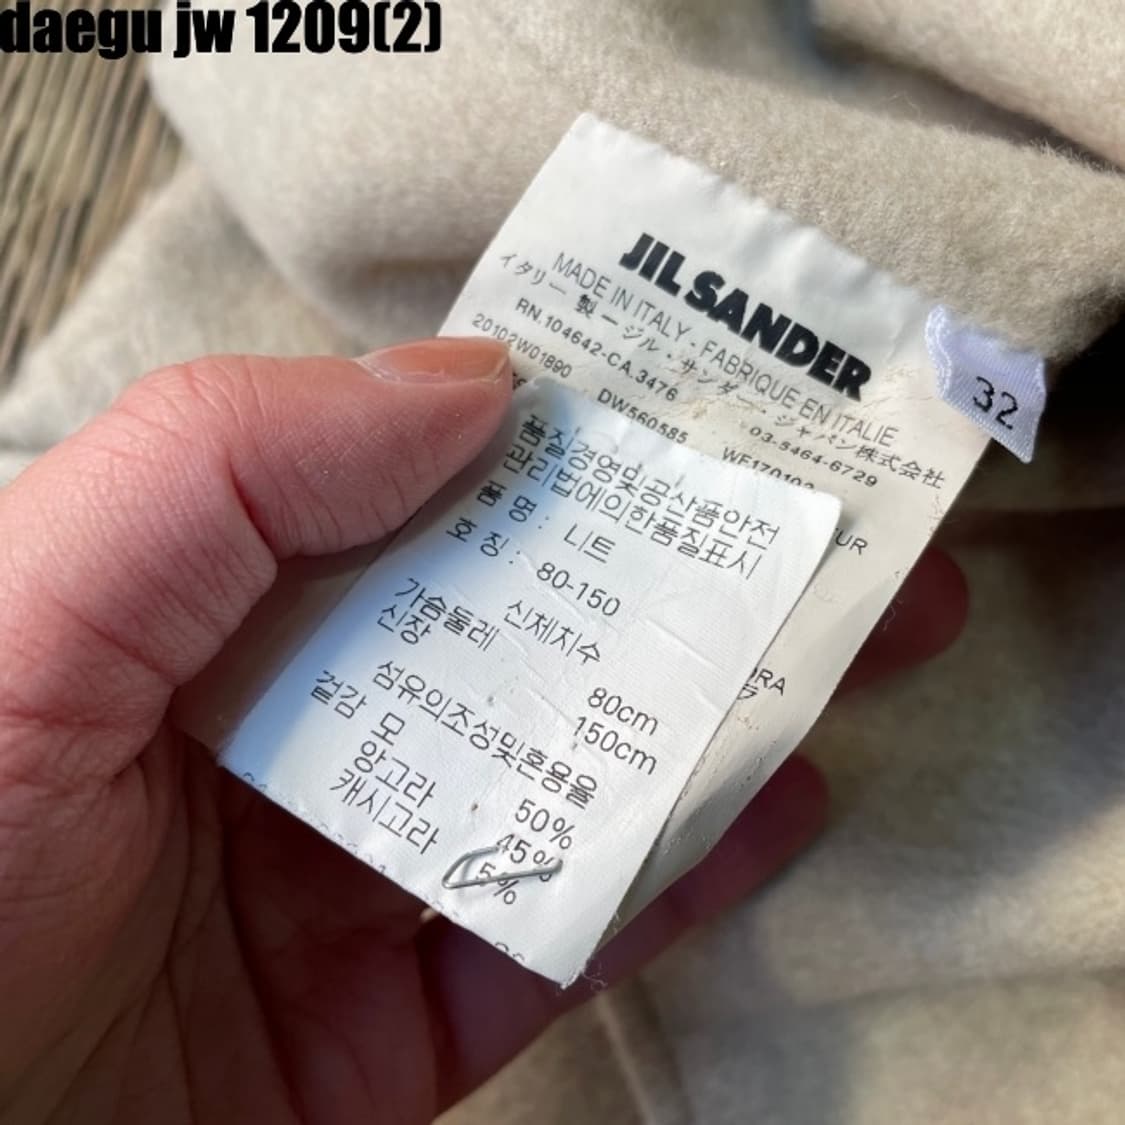 daegu jw 1209(2)
JIL SANDER
MADE IN ITALY - FABRIQUE EN ITALIE
イタリー 製 ー ジル・サンダー・ジャパン株式会社
RN.104642-CA.3476 03-5464-6729
20102W01890 DW560585
32
품질경영및공산품안전
관리법에의한품질표시
품 명 : 니트
호 칭 : 80-150
신체치수
가슴둘레 80cm
신장 150cm
섬유의조성및혼용율
겉감 모 50%
앙고라 45%
캐시고라 5%